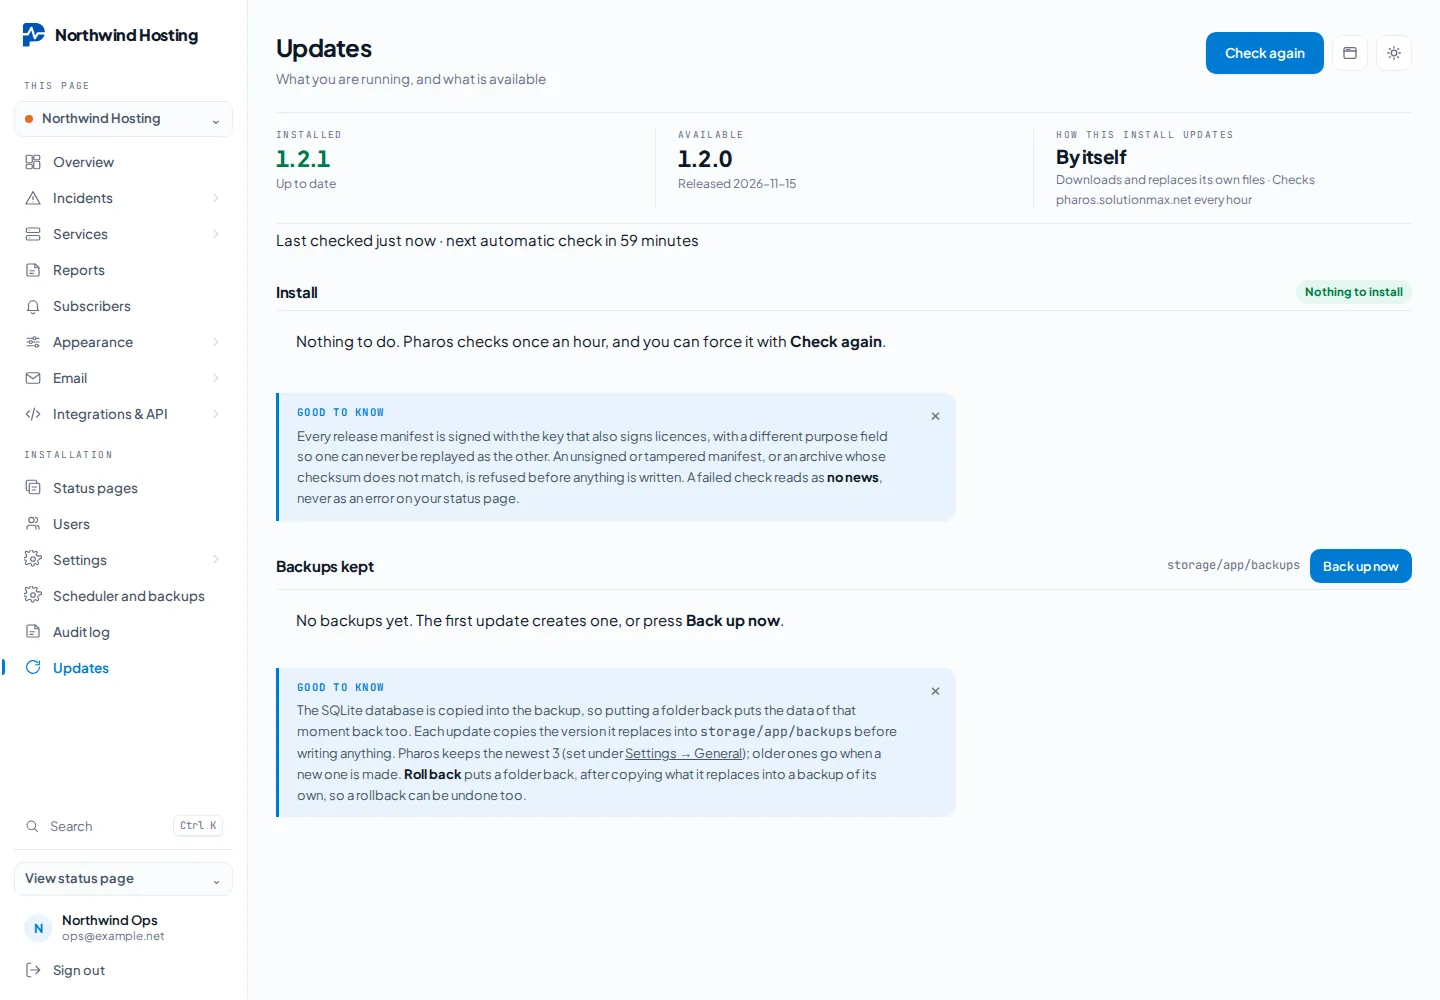 Northwind Hosting
THIS PAGE
Northwind Hosting
Overview
Incidents
Services
Reports
Subscribers
Appearance
Email
Integrations & API
INSTALLATION
Status pages
Users
Settings
Scheduler and backups
Audit log
Updates
Search
Ctrl K
View status page
N
Northwind Ops
ops@example.net
Sign out
Updates
What you are running, and what is available
Check again
INSTALLED
1.2.1
Up to date
AVAILABLE
1.2.0
Released 2026-11-15
HOW THIS INSTALL UPDATES
By itself
Downloads and replaces its own files · Checks
pharos.solutionmax.net every hour
Last checked just now · next automatic check in 59 minutes
Install
Nothing to install
Nothing to do. Pharos checks once an hour, and you can force it with Check again.
GOOD TO KNOW
Every release manifest is signed with the key that also signs licences, with a different purpose field
so one can never be replayed as the other. An unsigned or tampered manifest, or an archive whose
checksum does not match, is refused before anything is written. A failed check reads as no news,
never as an error on your status page.
Backups kept
storage/app/backups
Back up now
No backups yet. The first update creates one, or press Back up now.
GOOD TO KNOW
The SQLite database is copied into the backup, so putting a folder back puts the data of that
moment back too. Each update copies the version it replaces into storage/app/backups before
writing anything. Pharos keeps the newest 3 (set under Settings → General); older ones go when a
new one is made. Roll back puts a folder back, after copying what it replaces into a backup of its
own, so a rollback can be undone too.